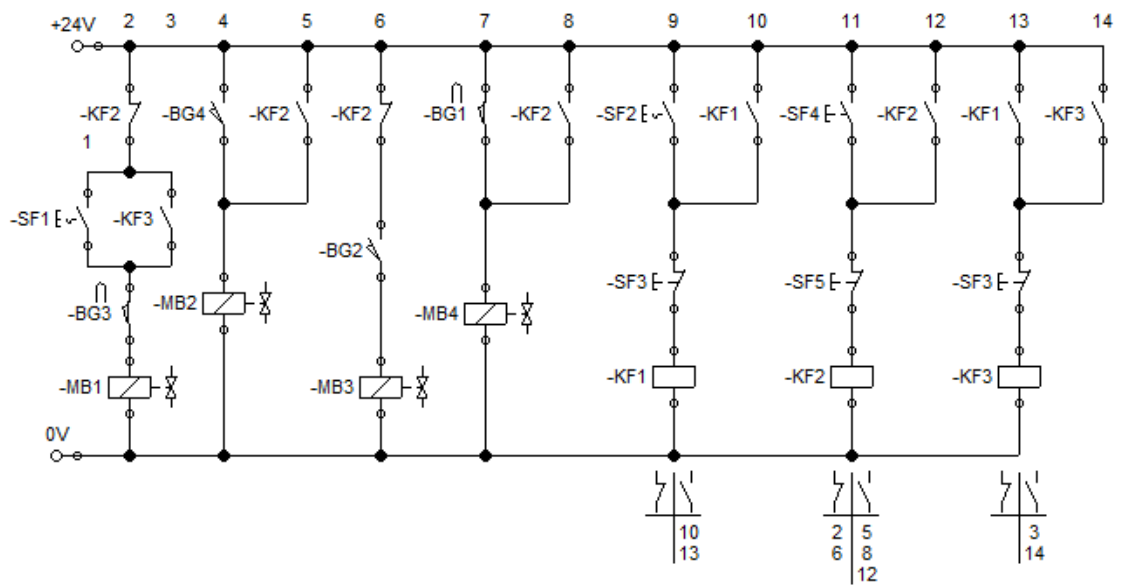 +24V 2 3 4 5 6 7 8 9 10 11 12 13 14
-KF2 -BG4 -KF2 -KF2 -BG1 -KF2 -SF2 -KF1 -SF4 -KF2 -KF1 -KF3
1
-SF1 -KF3
-BG2
-SF3 -SF5 -SF3
-BG3 -MB2 -MB4
-MB1 -MB3 -KF1 -KF2 -KF3
0V
10 2 5 3
13 6 8 14
12